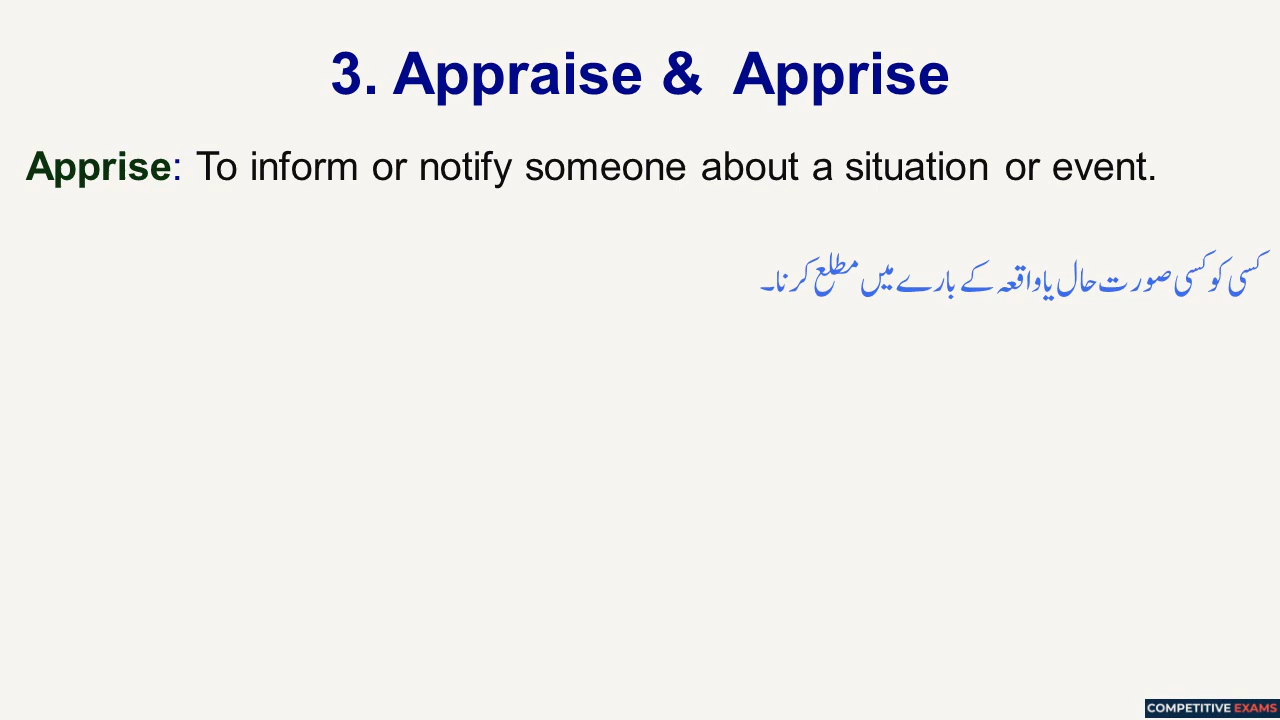 3. Appraise & Apprise
Apprise: To inform or notify someone about a situation or event.
کسی کو کسی صورت حال یا واقعہ کے بارے میں مطلع کرنا۔
COMPETITIVE EXAMS